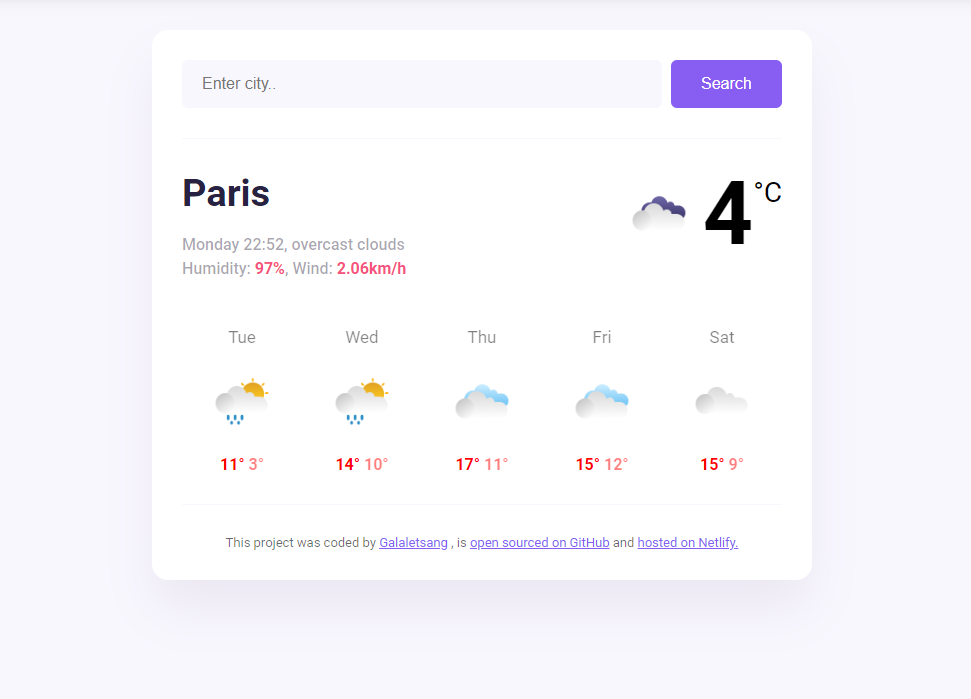 Enter city..
Search
Paris
4°C
Monday 22:52, overcast clouds
Humidity: 97%, Wind: 2.06km/h
Tue Wed Thu Fri Sat
11° 3° 14° 10° 17° 11° 15° 12° 15° 9°
This project was coded by Galaletsang , is open sourced on GitHub and hosted on Netlify.